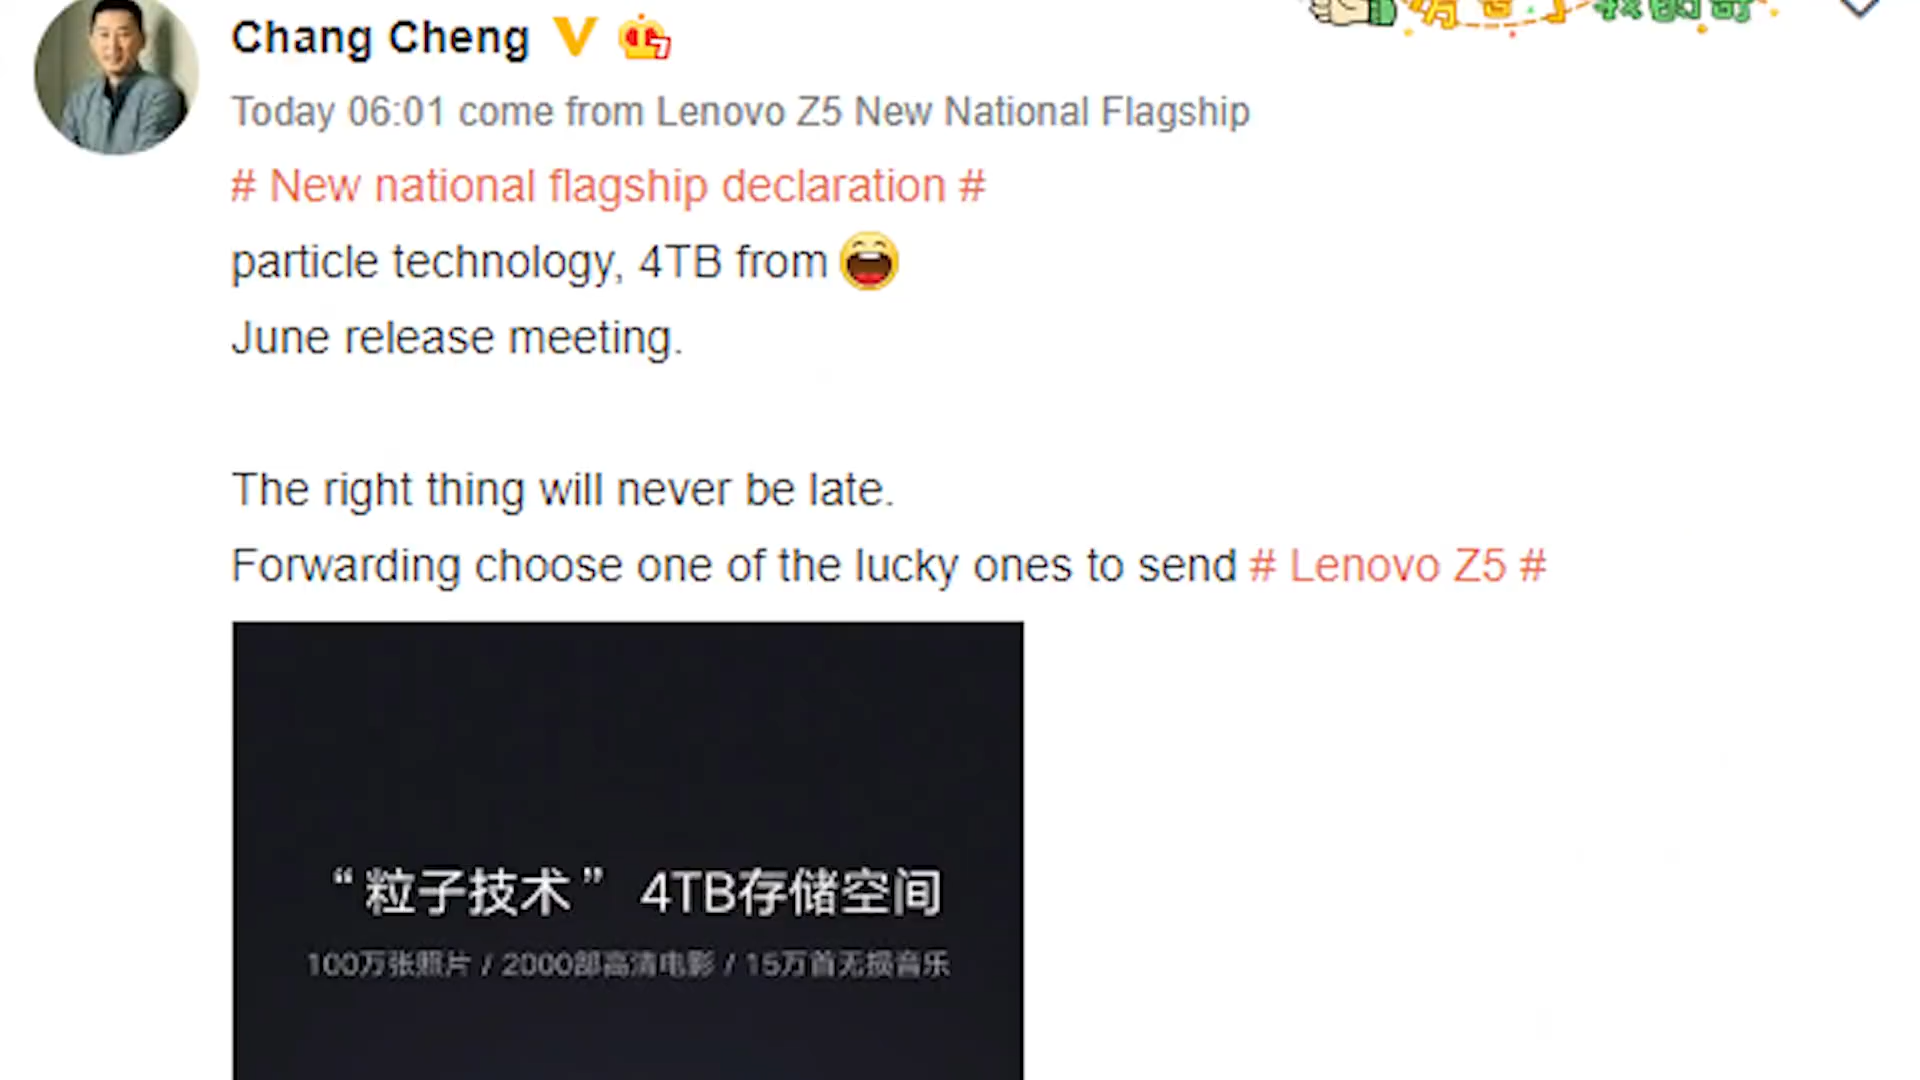 Chang Cheng
Today 06:01 come from Lenovo Z5 New National Flagship
# New national flagship declaration #
particle technology, 4TB from
June release meeting.
The right thing will never be late.
Forwarding choose one of the lucky ones to send # Lenovo Z5 #
“粒子技术” 4TB存储空间
100万张照片 / 2000部高清电影 / 15万首无损音乐